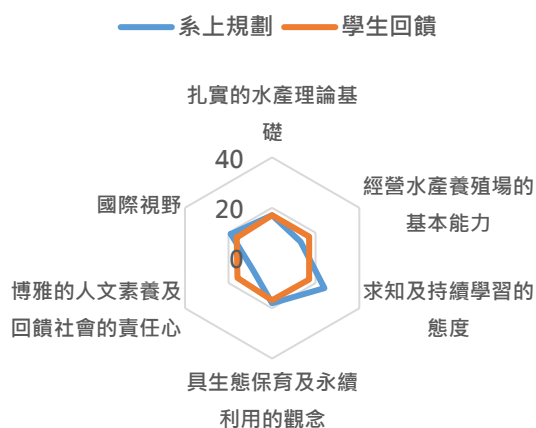 系上規劃 學生回饋
扎實的水產理論基
礎
40
20
0
經營水產養殖場的
基本能力
求知及持續學習的
態度
具生態保育及永續
利用的觀念
博雅的人文素養及
回饋社會的責任心
國際視野